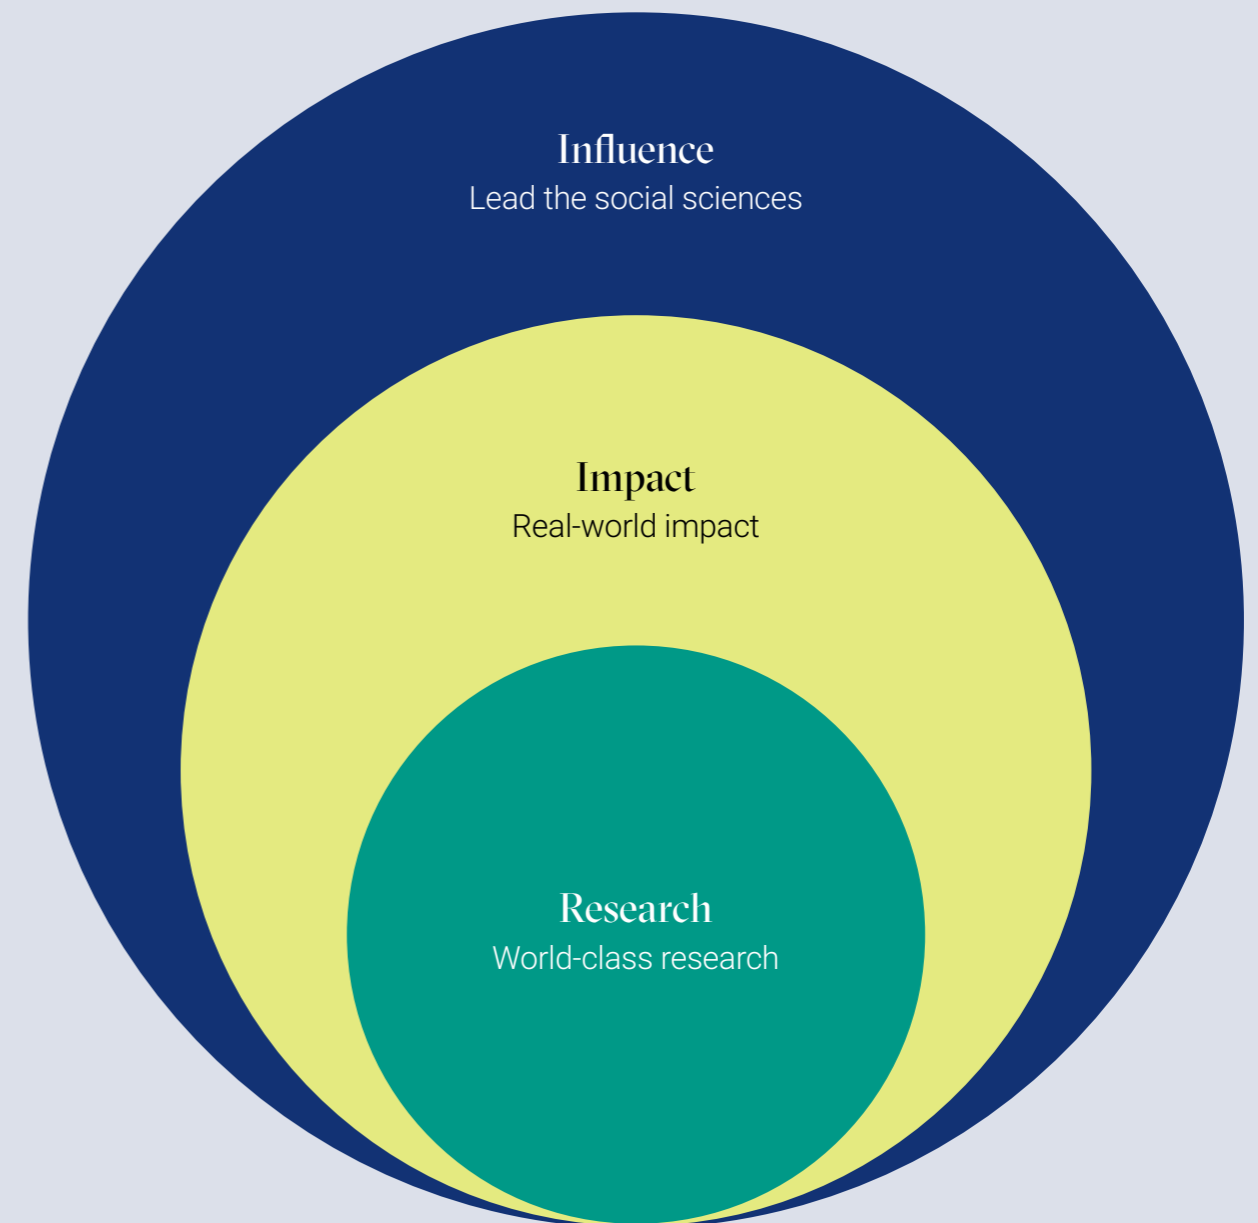 Influence
Lead the social sciences
Impact
Real-world impact
Research
World-class research